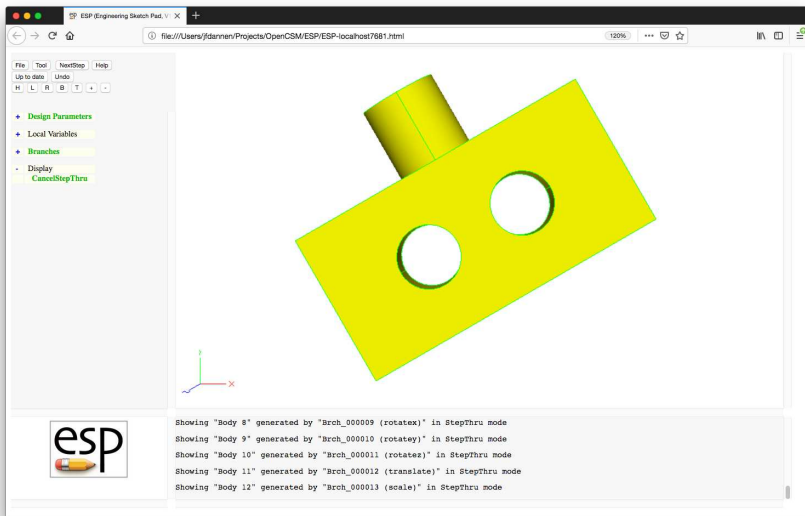 ESP (Engineering Sketch Pad, V
file:///Users/jfdannen/Projects/OpenCSM/ESP/ESP-localhost7681.html
120%
File Tool NextStep Help
Up to date Undo
H L R B T + -
+ Design Parameters
+ Local Variables
+ Branches
- Display
CancelStepThru
Y
X
esp
Showing "Body 8" generated by "Brch_000009 (rotatex)" in StepThru mode
Showing "Body 9" generated by "Brch_000010 (rotatey)" in StepThru mode
Showing "Body 10" generated by "Brch_000011 (rotatez)" in StepThru mode
Showing "Body 11" generated by "Brch_000012 (translate)" in StepThru mode
Showing "Body 12" generated by "Brch_000013 (scale)" in StepThru mode